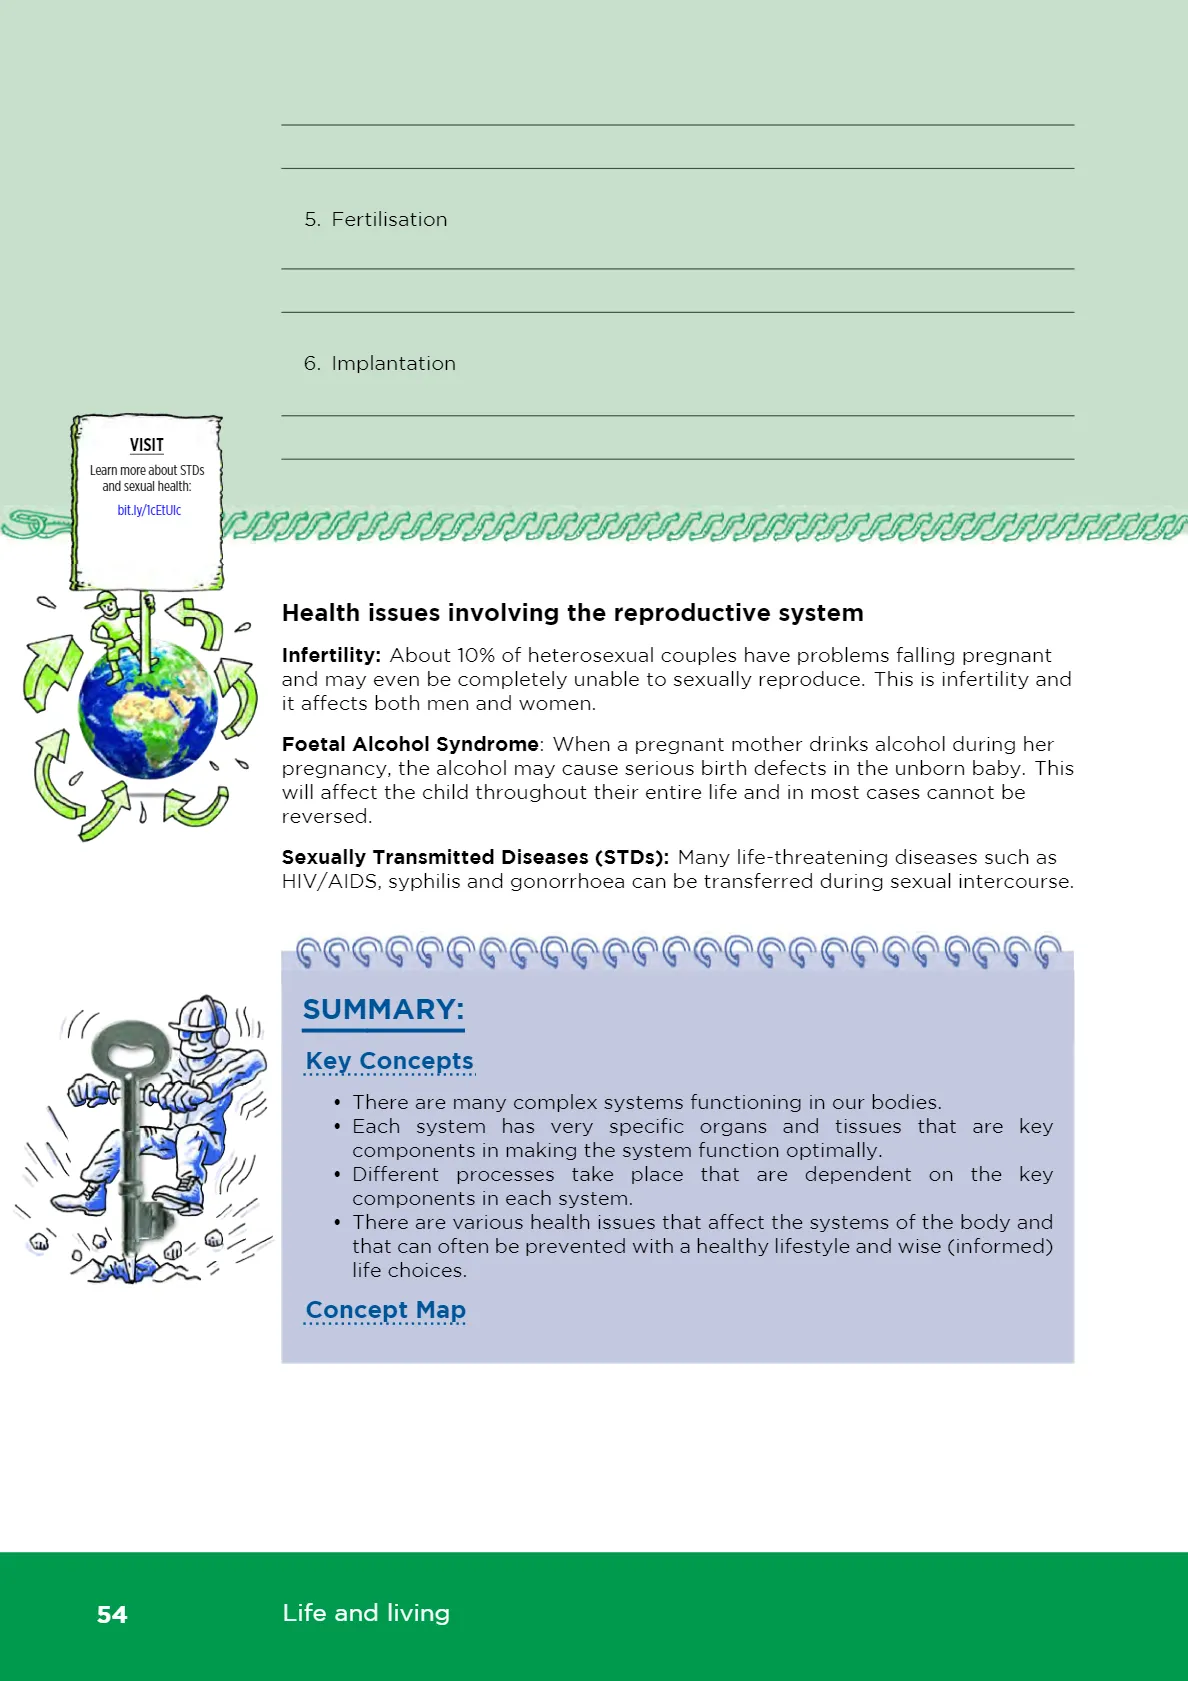 5. Fertilisation
6. Implantation
VISIT
Learn more about STDs
and sexual health:
bit.ly/1cEtUIc
Health issues involving the reproductive system
Infertility: About 10% of heterosexual couples have problems falling pregnant
and may even be completely unable to sexually reproduce. This is infertility and
it affects both men and women.
Foetal Alcohol Syndrome: When a pregnant mother drinks alcohol during her
pregnancy, the alcohol may cause serious birth defects in the unborn baby. This
will affect the child throughout their entire life and in most cases cannot be
reversed.
Sexually Transmitted Diseases (STDs): Many life-threatening diseases such as
HIV/AIDS, syphilis and gonorrhoea can be transferred during sexual intercourse.
SUMMARY:
Key Concepts
• There are many complex systems functioning in our bodies.
• Each system has very specific organs and tissues that are key
components in making the system function optimally.
• Different processes take place that are dependent on the key
components in each system.
• There are various health issues that affect the systems of the body and
that can often be prevented with a healthy lifestyle and wise (informed)
life choices.
Concept Map
54
Life and living